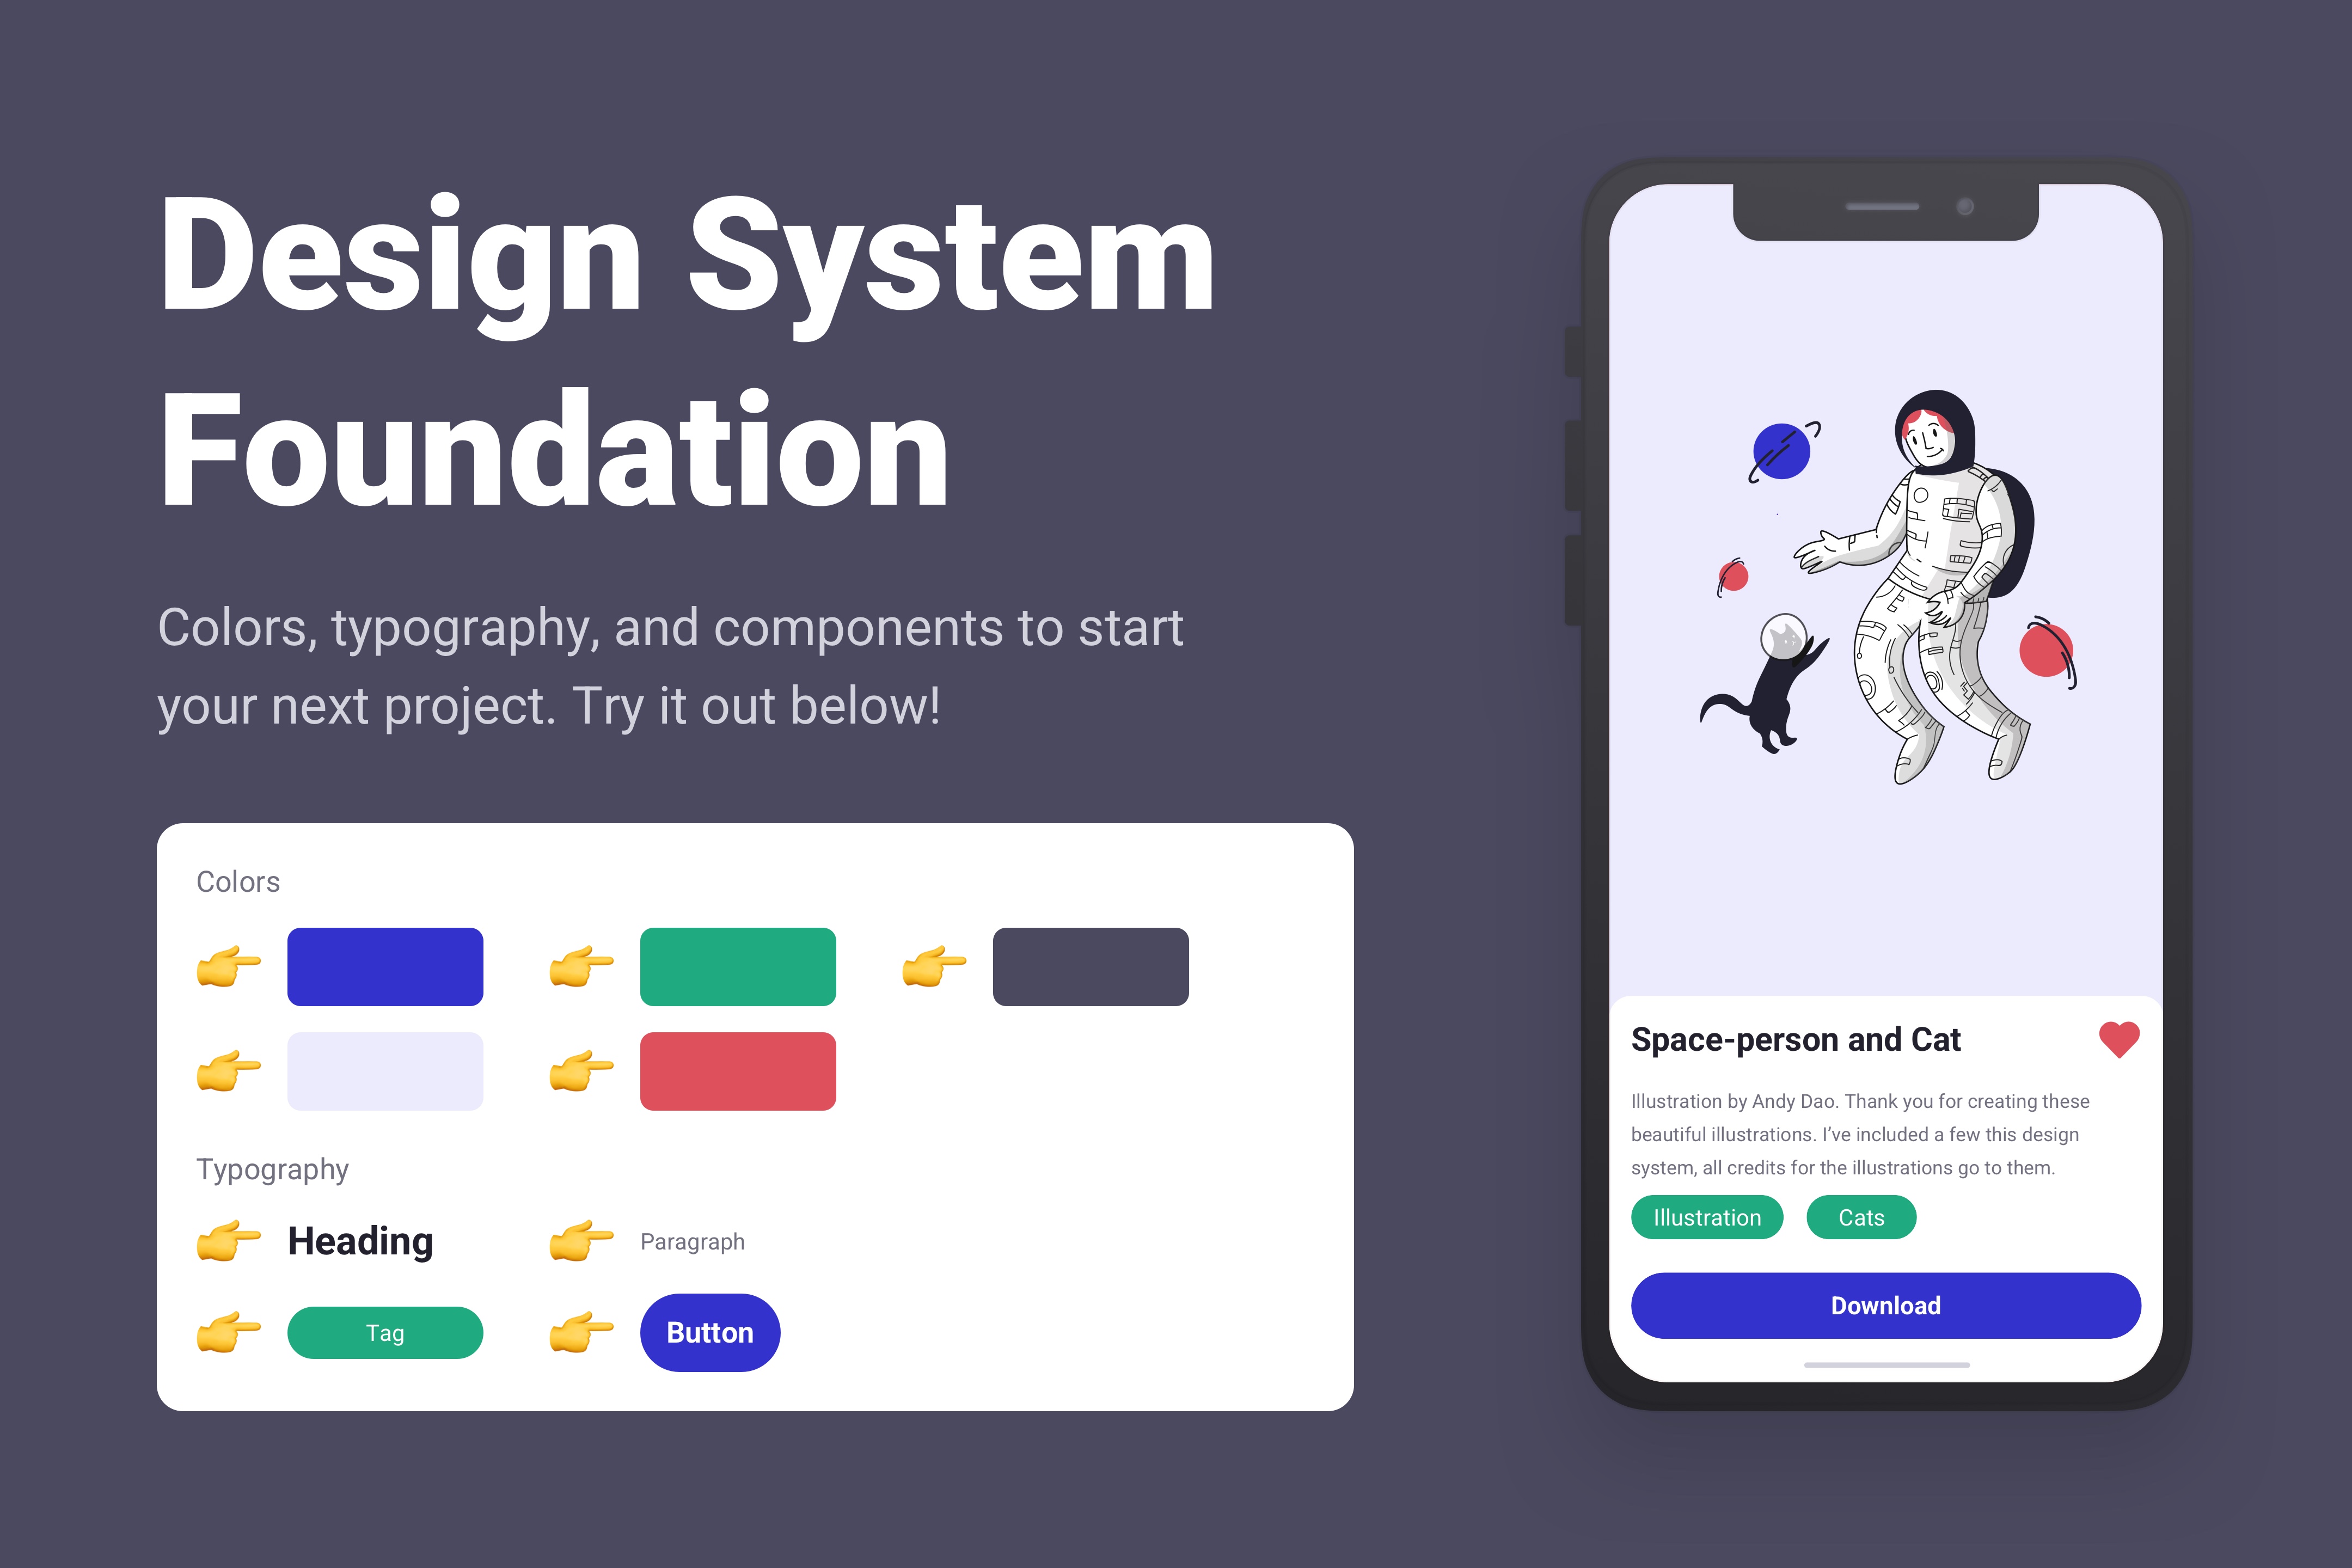 Design System
Foundation
Colors, typography, and components to start
your next project. Try it out below!
Colors
Typography
Heading
Paragraph
Tag
Button
Space-person and Cat
Illustration by Andy Dao. Thank you for creating these
beautiful illustrations. I’ve included a few this design
system, all credits for the illustrations go to them.
Illustration
Cats
Download